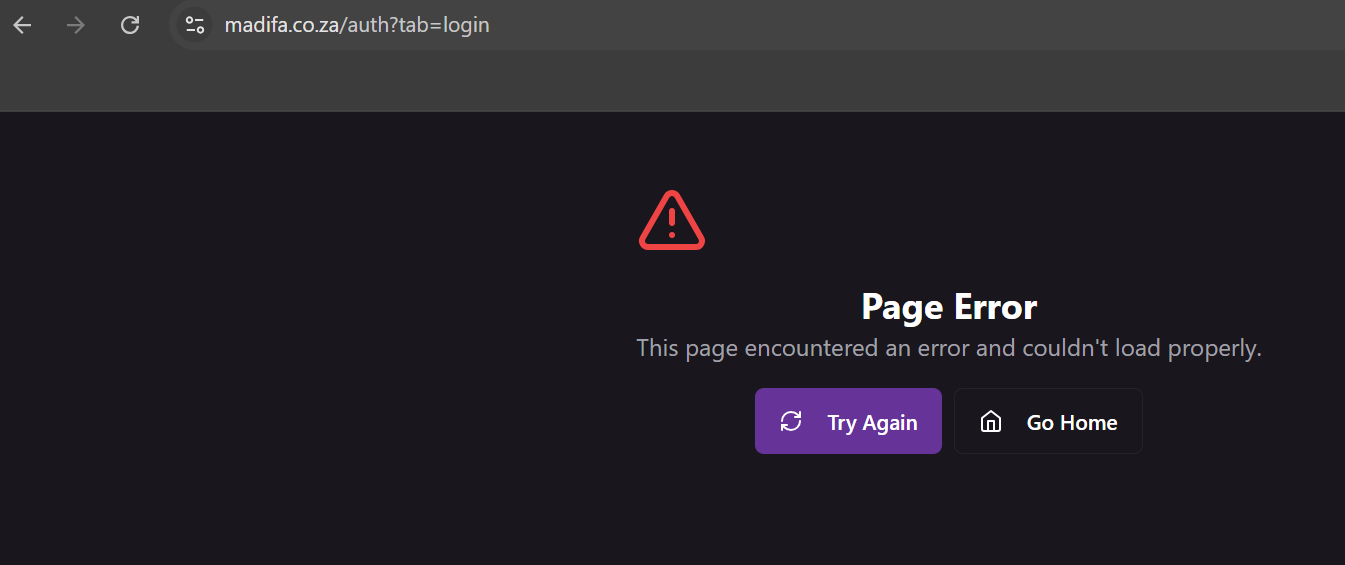 madifa.co.za/auth?tab=login
Page Error
This page encountered an error and couldn't load properly.
Try Again
Go Home